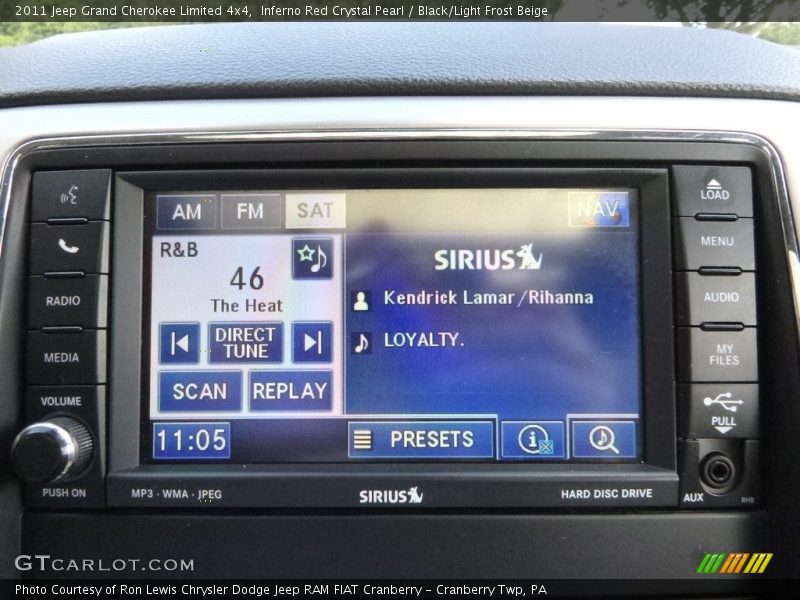 2011 Jeep Grand Cherokee Limited 4x4,  Inferno Red Crystal Pearl / Black/Light Frost Beige
LOAD
AM FM SAT NAV
MENU
R&B
46
The Heat
SIRIUS
Kendrick Lamar/Rihanna
RADIO
AUDIO
DIRECT TUNE
LOYALTY.
MEDIA
MY FILES
SCAN REPLAY
VOLUME
PULL
11:05 PRESETS
PUSH ON
MP3 · WMA · JPEG
SIRIUS
HARD DISC DRIVE
AUX
RHB
GTCARLOT.COM
Photo Courtesy of Ron Lewis Chrysler Dodge Jeep RAM FIAT Cranberry – Cranberry Twp, PA